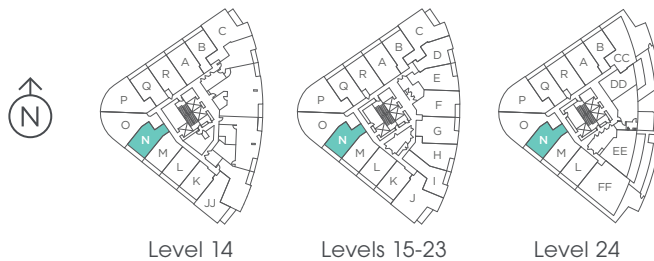 N
C
B
A
R
Q
P
O
N
M
L
K
JJ
Level 14
C
B
A
R
Q
P
O
N
M
L
K
J
D
E
F
G
H
I
Levels 15-23
B
A
R
Q
P
O
N
M
L
CC
DD
EE
FF
Level 24